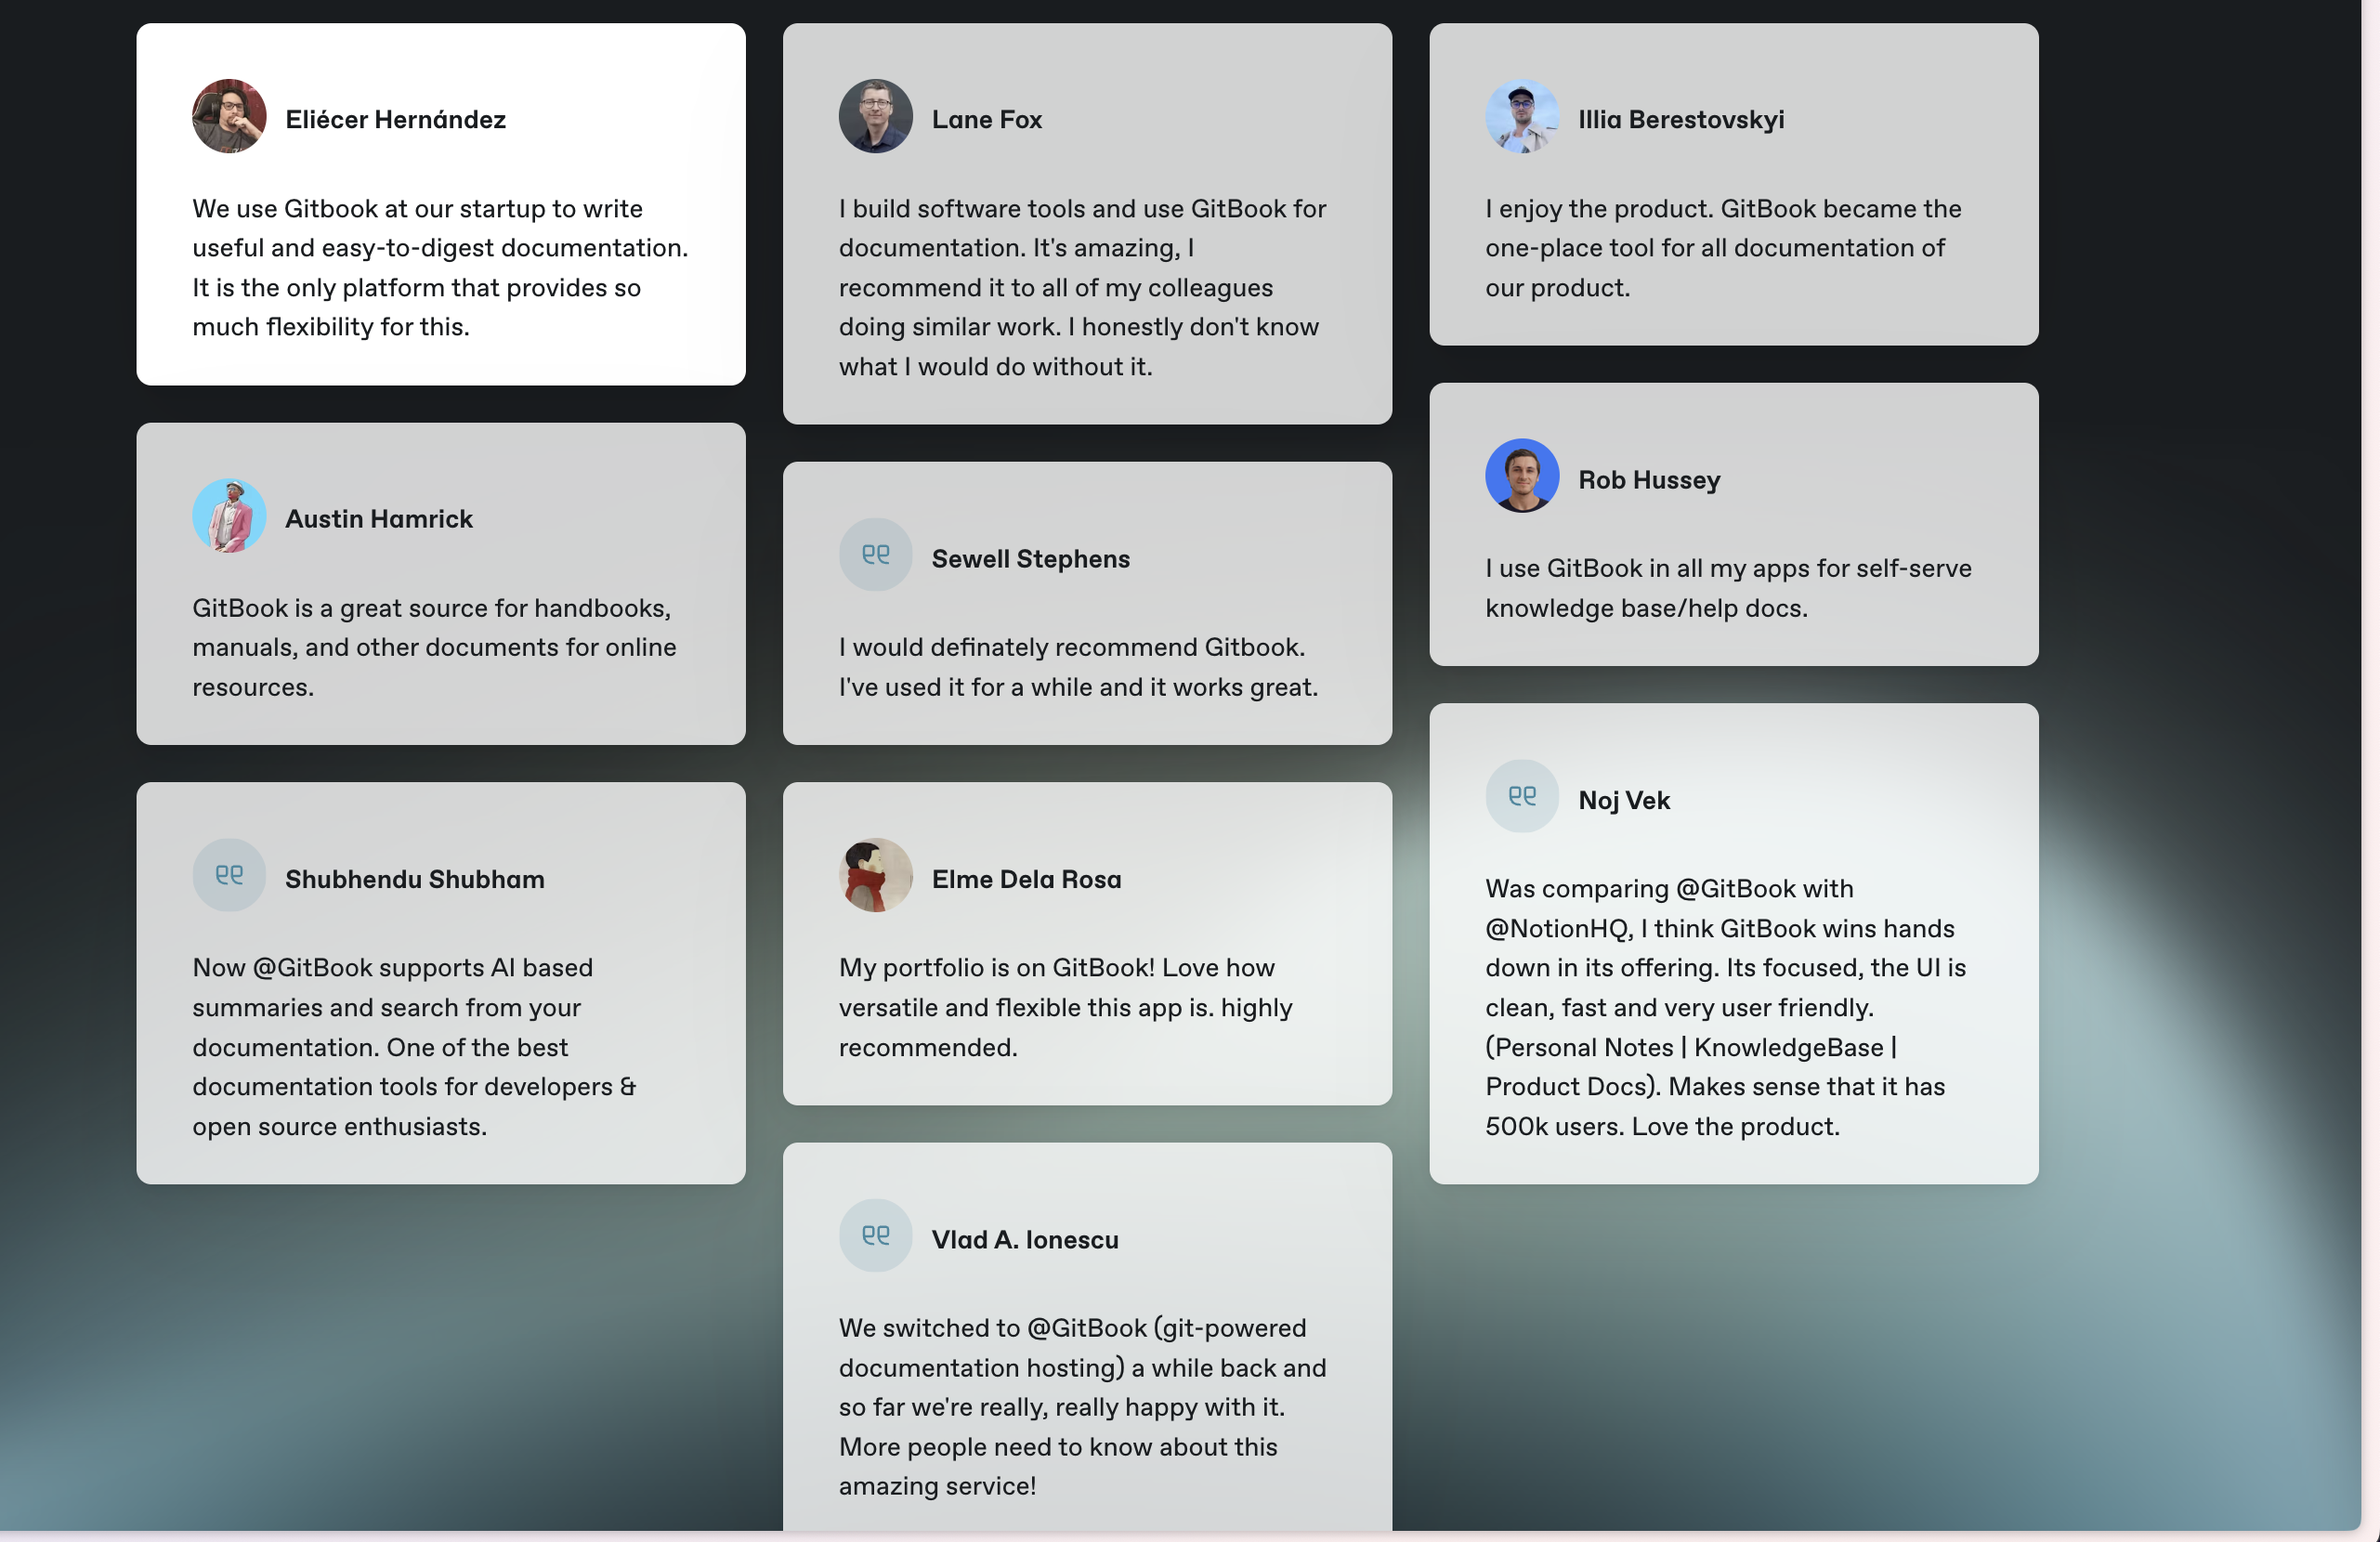 Eliécer Hernández
We use Gitbook at our startup to write
useful and easy-to-digest documentation.
It is the only platform that provides so
much flexibility for this.
Austin Hamrick
GitBook is a great source for handbooks,
manuals, and other documents for online
resources.
Shubhendu Shubham
Now @GitBook supports AI based
summaries and search from your
documentation. One of the best
documentation tools for developers &
open source enthusiasts.
Lane Fox
I build software tools and use GitBook for
documentation. It's amazing, I
recommend it to all of my colleagues
doing similar work. I honestly don't know
what I would do without it.
Sewell Stephens
I would definately recommend Gitbook.
I've used it for a while and it works great.
Elme Dela Rosa
My portfolio is on GitBook! Love how
versatile and flexible this app is. highly
recommended.
Vlad A. Ionescu
We switched to @GitBook (git-powered
documentation hosting) a while back and
so far we're really, really happy with it.
More people need to know about this
amazing service!
Illia Berestovskyi
I enjoy the product. GitBook became the
one-place tool for all documentation of
our product.
Rob Hussey
I use GitBook in all my apps for self-serve
knowledge base/help docs.
Noj Vek
Was comparing @GitBook with
@NotionHQ, I think GitBook wins hands
down in its offering. Its focused, the UI is
clean, fast and very user friendly.
(Personal Notes | KnowledgeBase |
Product Docs). Makes sense that it has
500k users. Love the product.